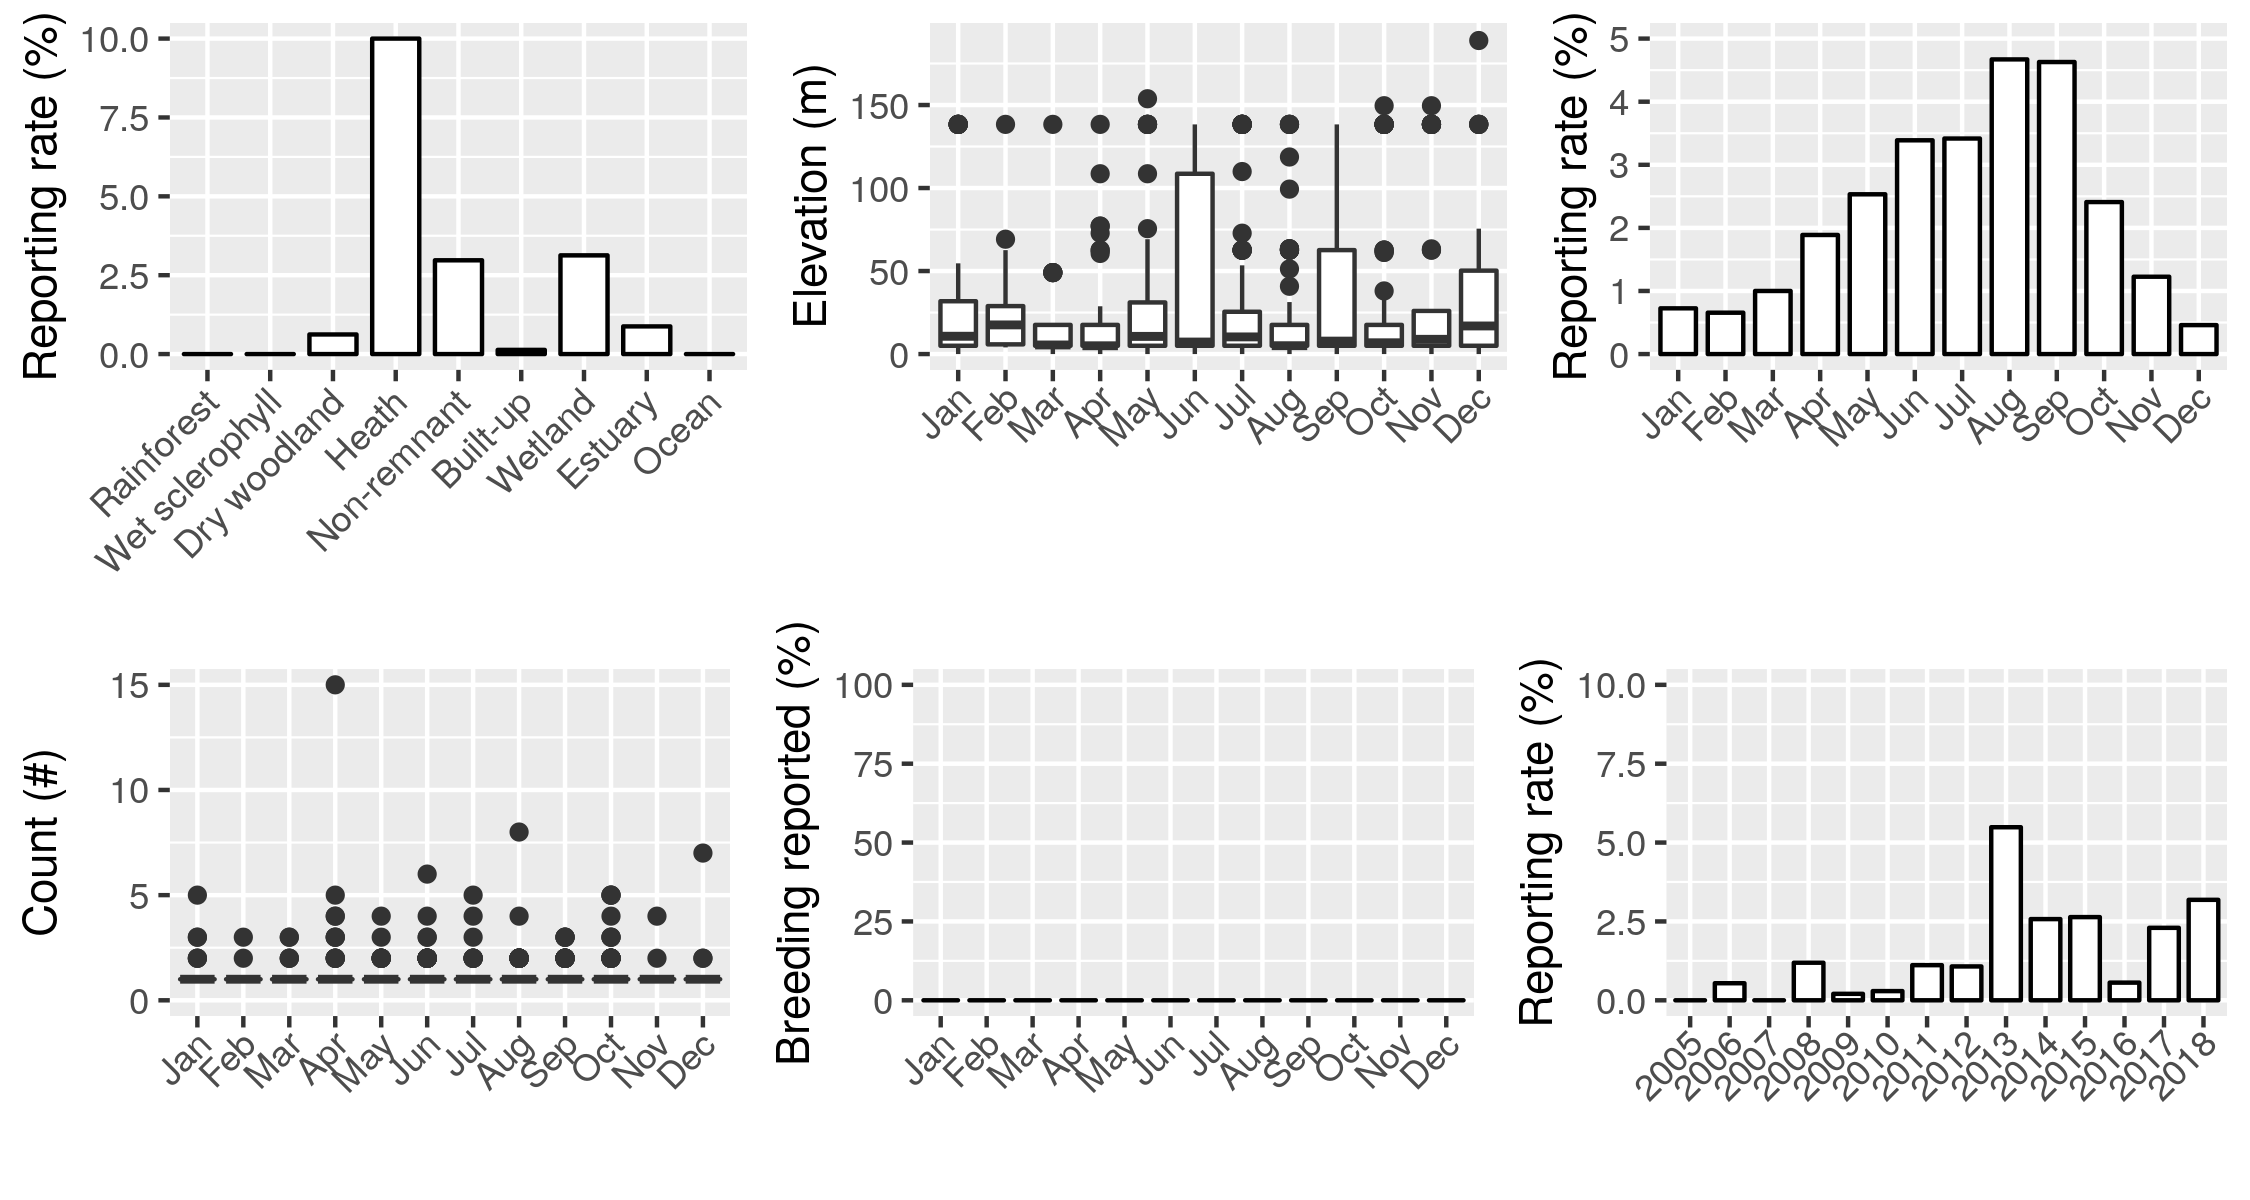 Reporting rate (%)
10.0
7.5
5.0
2.5
0.0
Rainforest
Wet sclerophyll
Dry woodland
Heath
Non-remnant
Built-up
Wetland
Estuary
Ocean
Elevation (m)
150
100
50
0
Jan
Feb
Mar
Apr
May
Jun
Jul
Aug
Sep
Oct
Nov
Dec
Reporting rate (%)
5
4
3
2
1
0
Jan
Feb
Mar
Apr
May
Jun
Jul
Aug
Sep
Oct
Nov
Dec
Count (#)
15
10
5
0
Jan
Feb
Mar
Apr
May
Jun
Jul
Aug
Sep
Oct
Nov
Dec
Breeding reported (%)
100
75
50
25
0
Jan
Feb
Mar
Apr
May
Jun
Jul
Aug
Sep
Oct
Nov
Dec
Reporting rate (%)
10.0
7.5
5.0
2.5
0.0
2005
2006
2007
2008
2009
2010
2011
2012
2013
2014
2015
2016
2017
2018